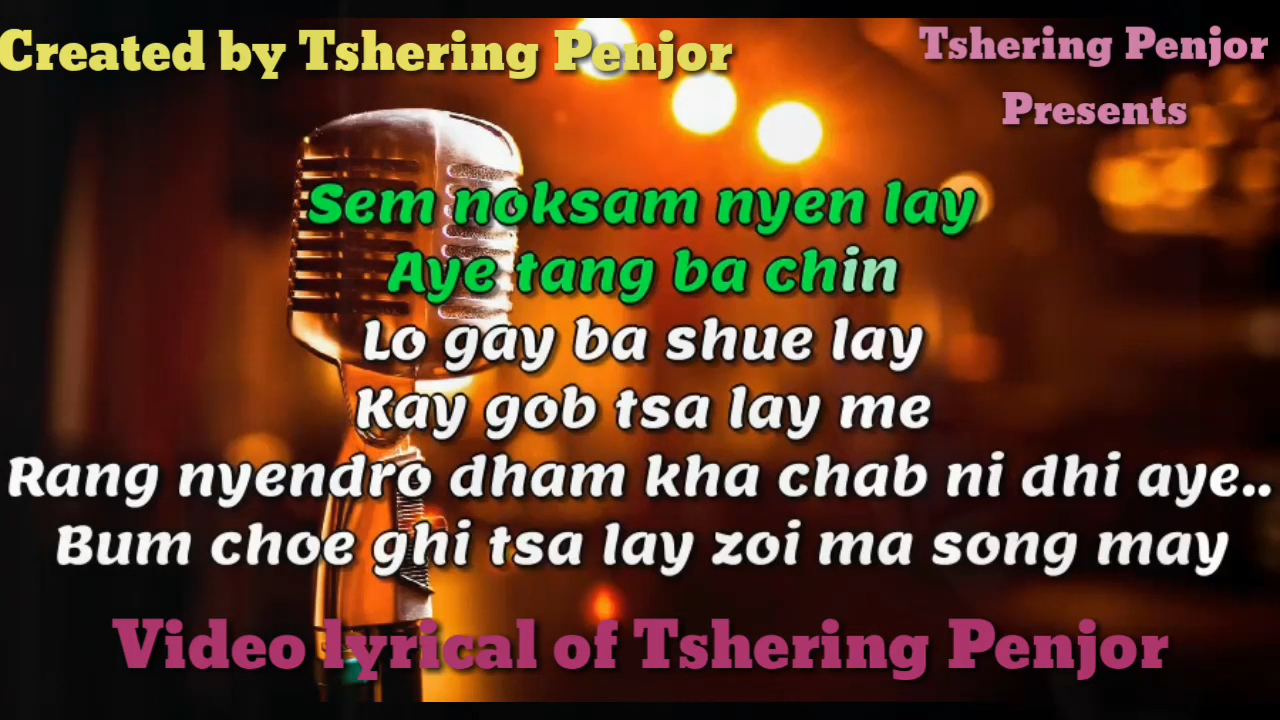 Created by Tshering Penjor
Tshering Penjor
Presents
Sem noksam nyen lay
Aye tang ba chin
Lo gay ba shue lay
Kay gob tsa lay me
Rang nyendro dham kha chab ni dhi aye..
Bum choe ghi tsa lay zoi ma song may
Video lyrical of Tshering Penjor